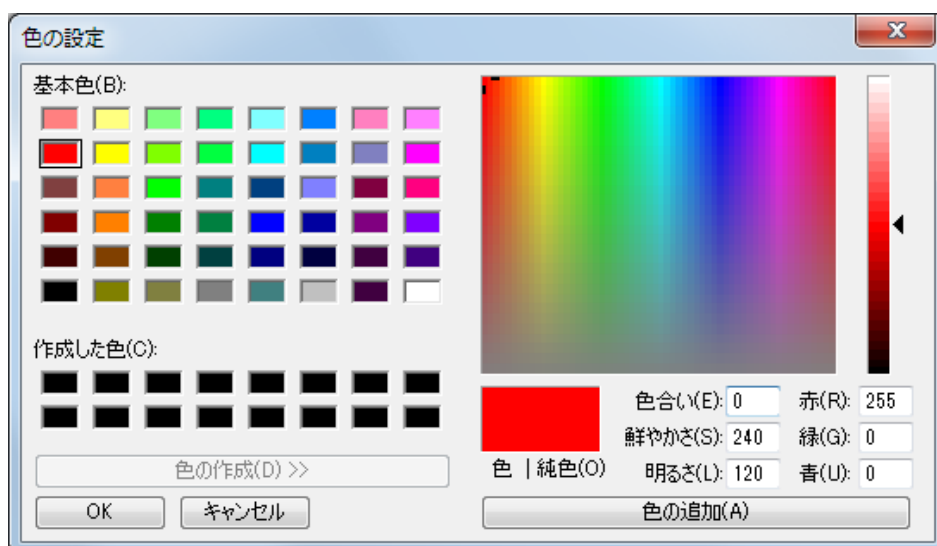 色の設定
基本色(B):
作成した色(C):
色の作成(D) >>
OK キャンセル
色 | 純色(O)
色合い(E): 0 赤(R): 255
鮮やかさ(S): 240 緑(G): 0
明るさ(L): 120 青(U): 0
色の追加(A)